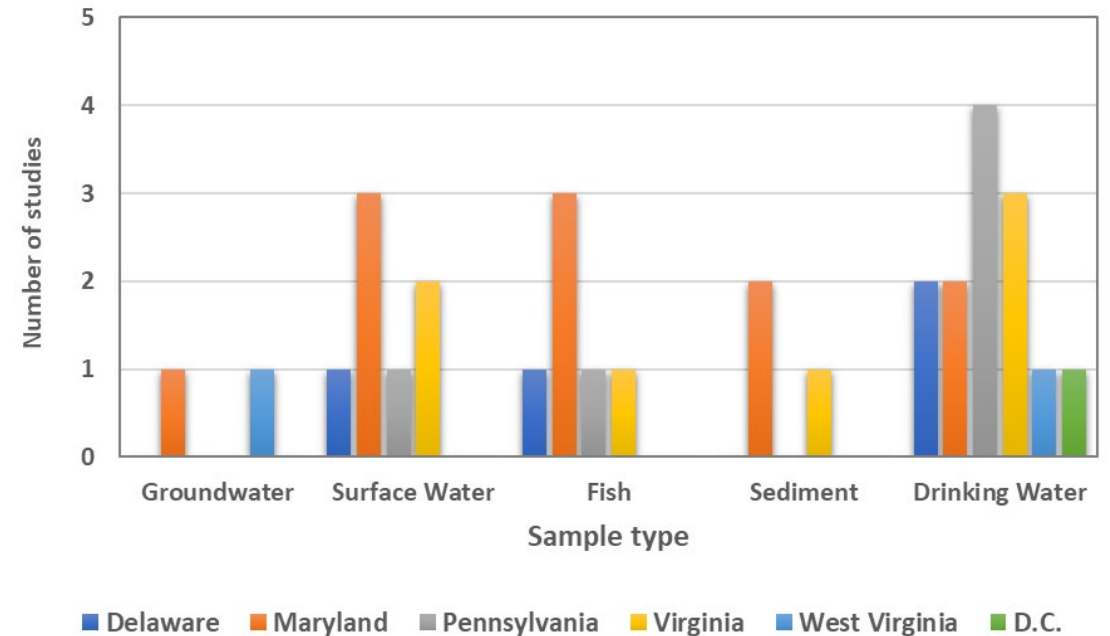 5
4
3
2
1
0
Number of studies
Groundwater Surface Water Fish Sediment Drinking Water
Sample type
Delaware Maryland Pennsylvania Virginia West Virginia D.C.